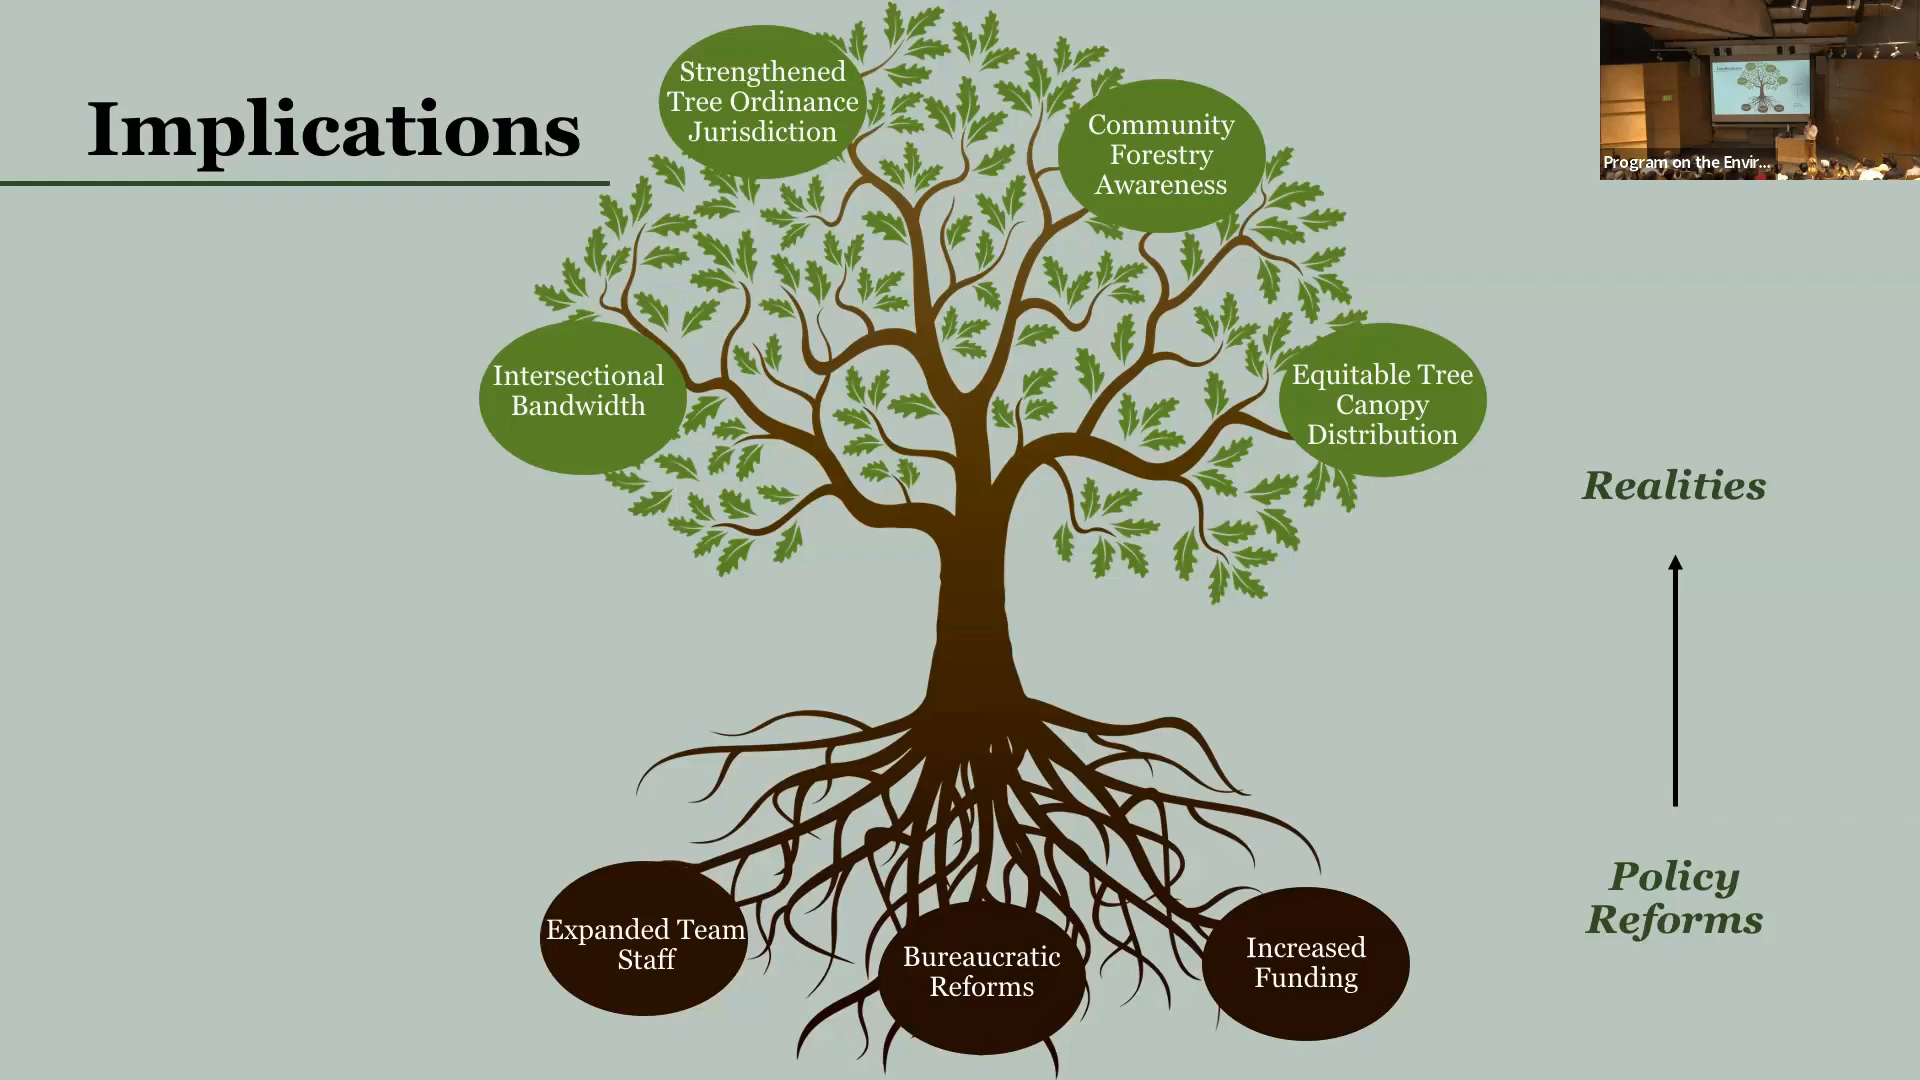 Implications
Strengthened
Tree Ordinance
Jurisdiction
Community
Forestry
Awareness
Intersectional
Bandwidth
Equitable Tree
Canopy
Distribution
Realities
Policy
Reforms
Expanded Team
Staff
Bureaucratic
Reforms
Increased
Funding
Program on the Envir...